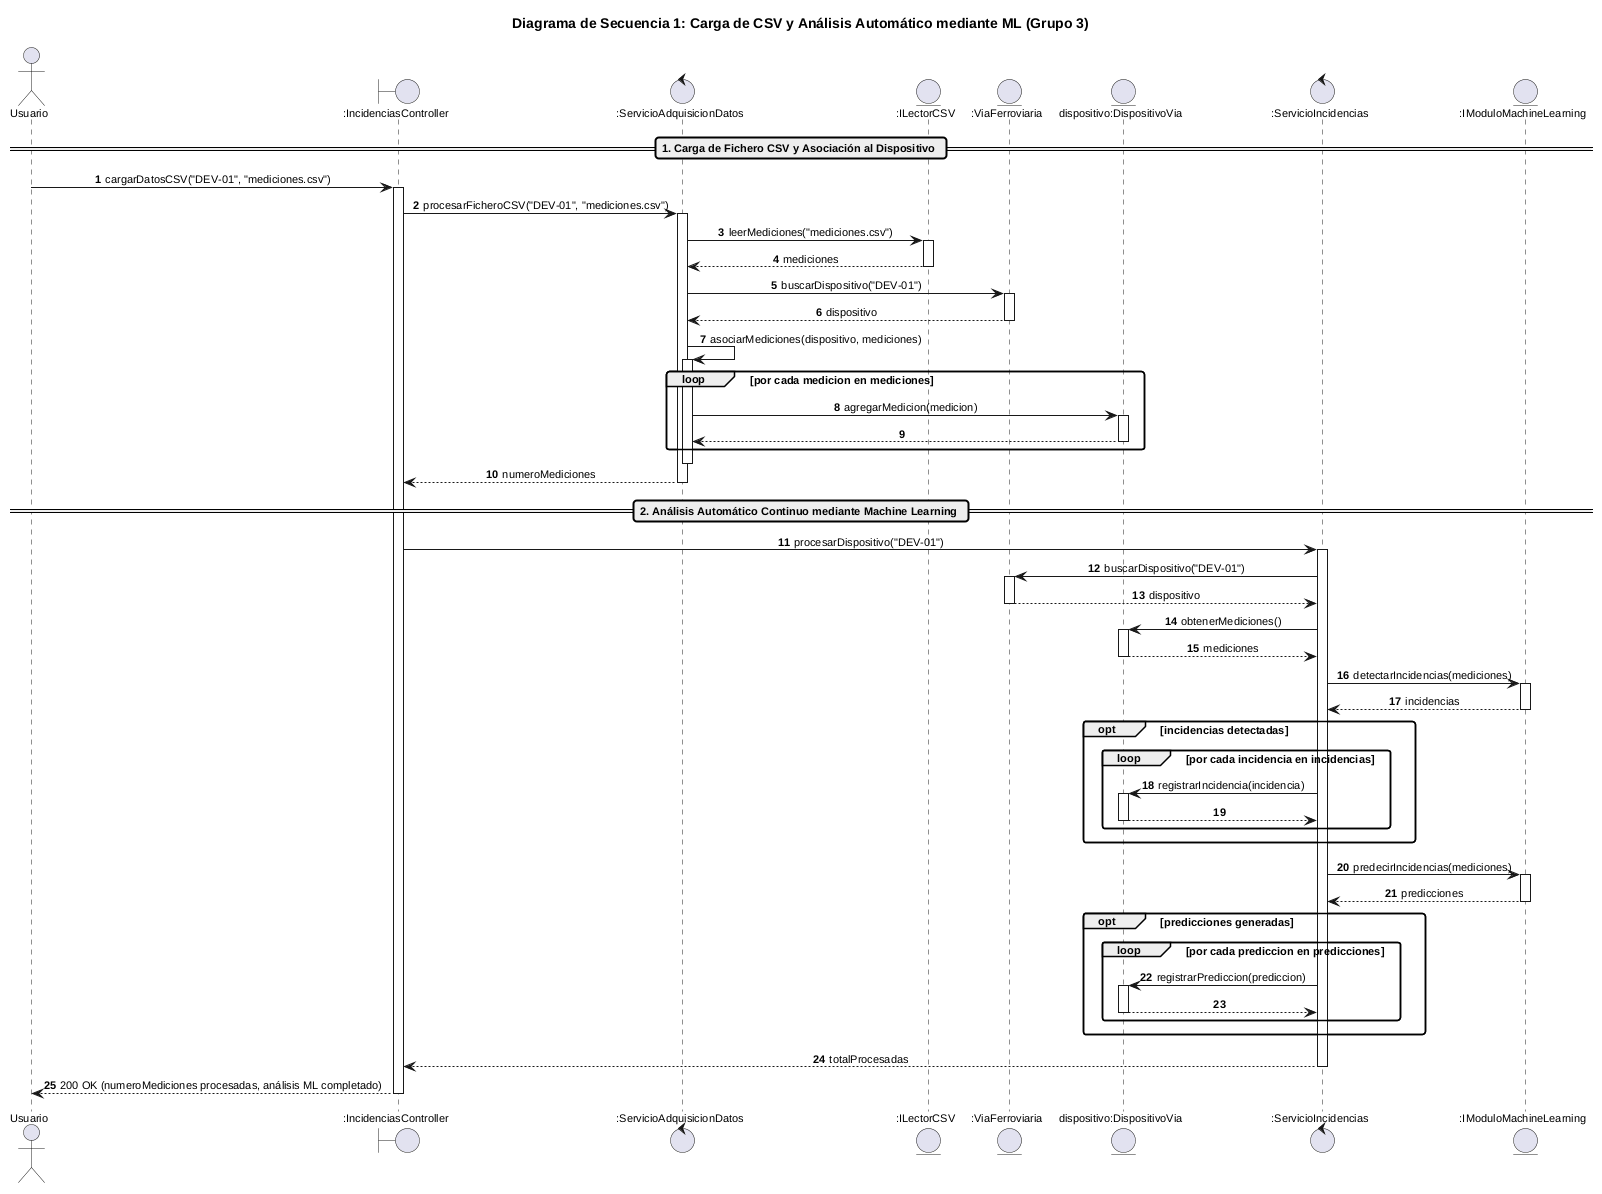 Diagrama de Secuencia 1: Carga de CSV y Análisis Automático mediante ML (Grupo 3)
Usuario :IncidenciasController :ServicioAdquisicionDatos :ILectorCSV :ViaFerroviaria dispositivo:DispositivoVia :ServicioIncidencias :IModuloMachineLearning
1. Carga de Fichero CSV y Asociación al Dispositivo
1 cargarDatosCSV("DEV-01", "mediciones.csv")
2 procesarFicheroCSV("DEV-01", "mediciones.csv")
3 leerMediciones("mediciones.csv")
4 mediciones
5 buscarDispositivo("DEV-01")
6 dispositivo
7 asociarMediciones(dispositivo, mediciones)
loop [por cada medicion en mediciones]
8 agregarMedicion(medicion)
9
10 numeroMediciones
2. Análisis Automático Continuo mediante Machine Learning
11 procesarDispositivo("DEV-01")
12 buscarDispositivo("DEV-01")
13 dispositivo
14 obtenerMediciones()
15 mediciones
16 detectarIncidencias(mediciones)
17 incidencias
opt [incidencias detectadas]
loop [por cada incidencia en incidencias]
18 registrarIncidencia(incidencia)
19
20 predecirIncidencias(mediciones)
21 predicciones
opt [predicciones generadas]
loop [por cada prediccion en predicciones]
22 registrarPrediccion(prediccion)
23
24 totalProcesadas
25 200 OK (numeroMediciones procesadas, análisis ML completado)
Usuario :IncidenciasController :ServicioAdquisicionDatos :ILectorCSV :ViaFerroviaria dispositivo:DispositivoVia :ServicioIncidencias :IModuloMachineLearning